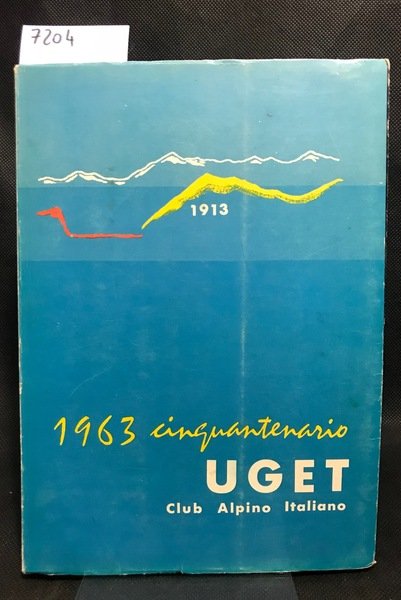 7204
1913
1963 cinquantenario
UGET
Club Alpino Italiano